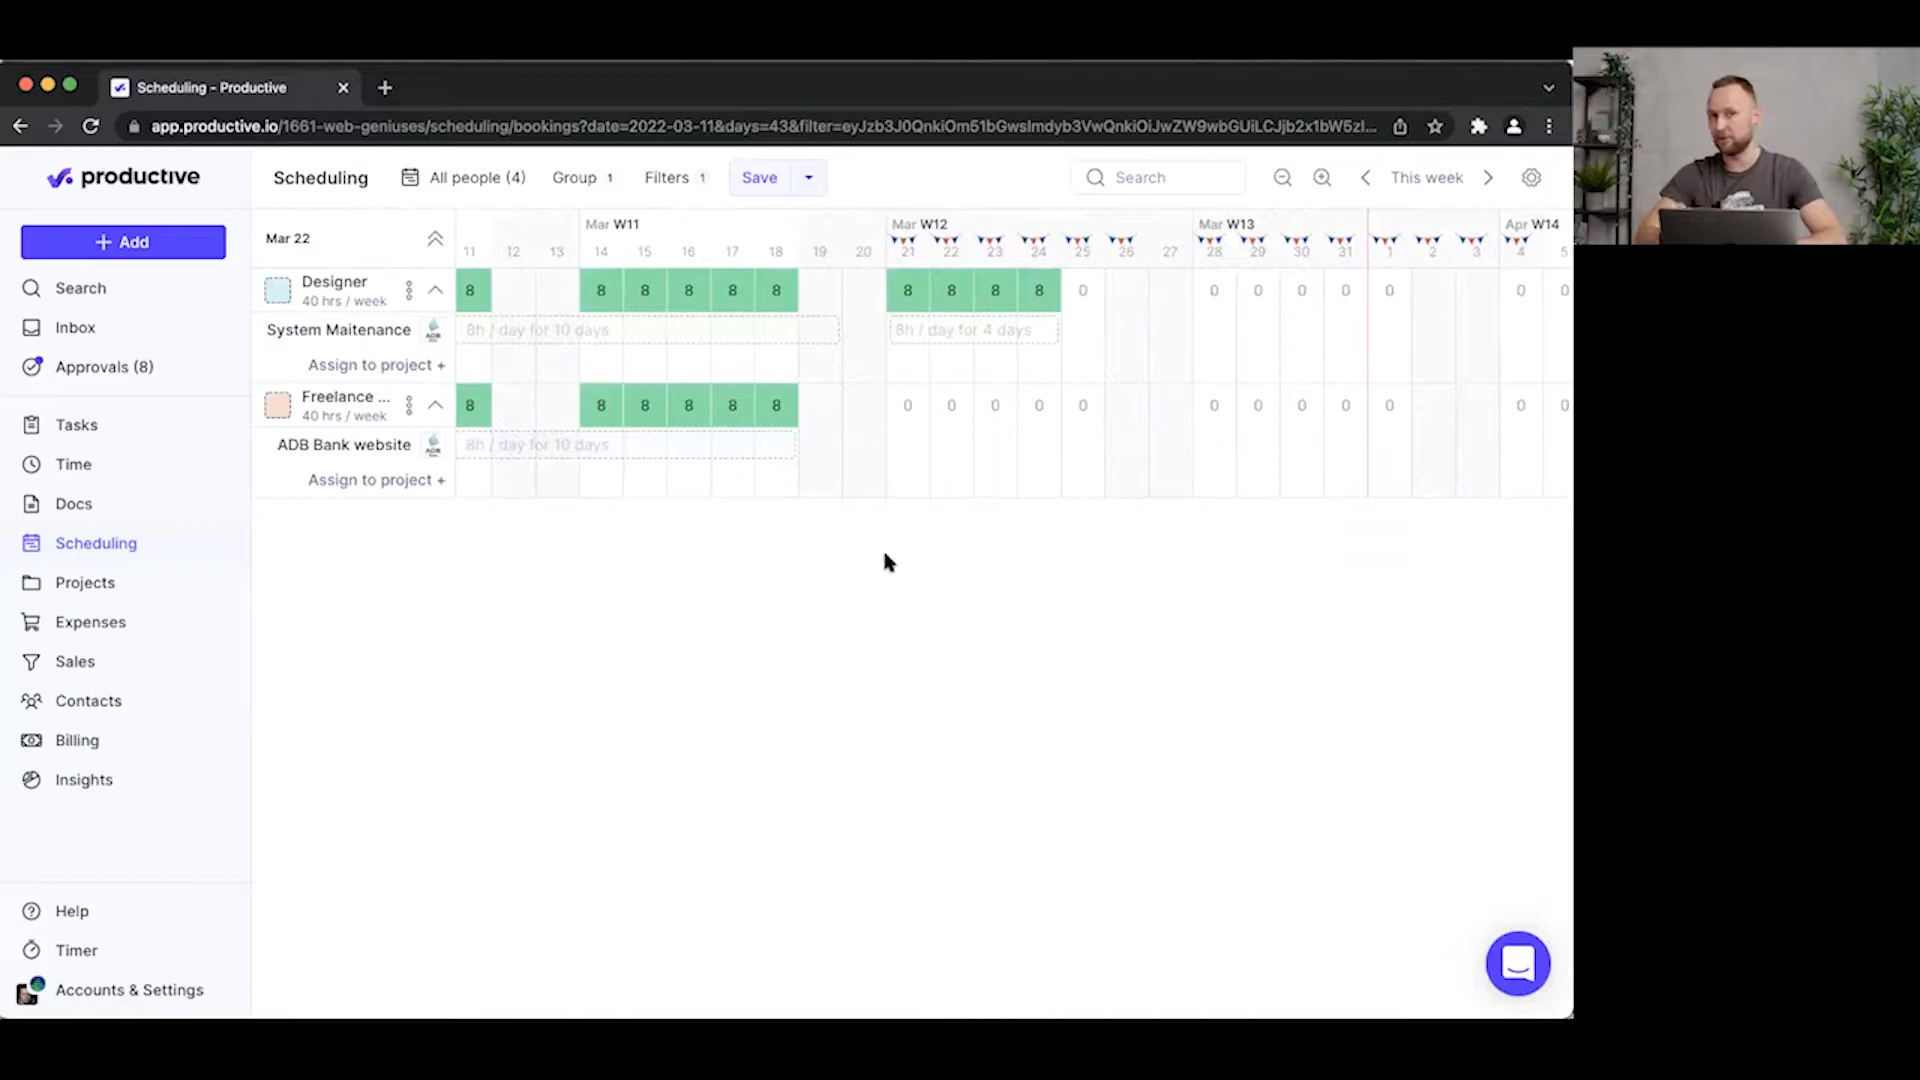 Scheduling - Productive
app.productive.io/1661-web-geniuses/scheduling/bookings?date=2022-03-11&days=43&filter=eyJzb3J0QnkiOm51bGwsImdyb3VwQnkiOiJwZW9wbGUiLCJjb2x1bW5zI...
productive
Scheduling All people (4) Group 1 Filters 1 Save Search This week
+ Add
Search
Inbox
Approvals (8)
Tasks
Time
Docs
Scheduling
Projects
Expenses
Sales
Contacts
Billing
Insights
Help
Timer
Accounts & Settings
Mar W11 Mar W12 Mar W13 Apr W14
Mar 22
11 12 13 14 15 16 17 18 19 20 21 22 23 24 25 26 27 28 29 30 31 1 2 3 4 5
Designer
40 hrs / week
8 8 8 8 8 8 8 8 8 8 0 0 0 0 0 0 0 0
System Maitenance ADB 8h / day for 10 days 8h / day for 4 days
Assign to project +
Freelance ...
40 hrs / week
8 8 8 8 8 8 0 0 0 0 0 0 0 0 0 0 0 0
ADB Bank website ADB 8h / day for 10 days
Assign to project +